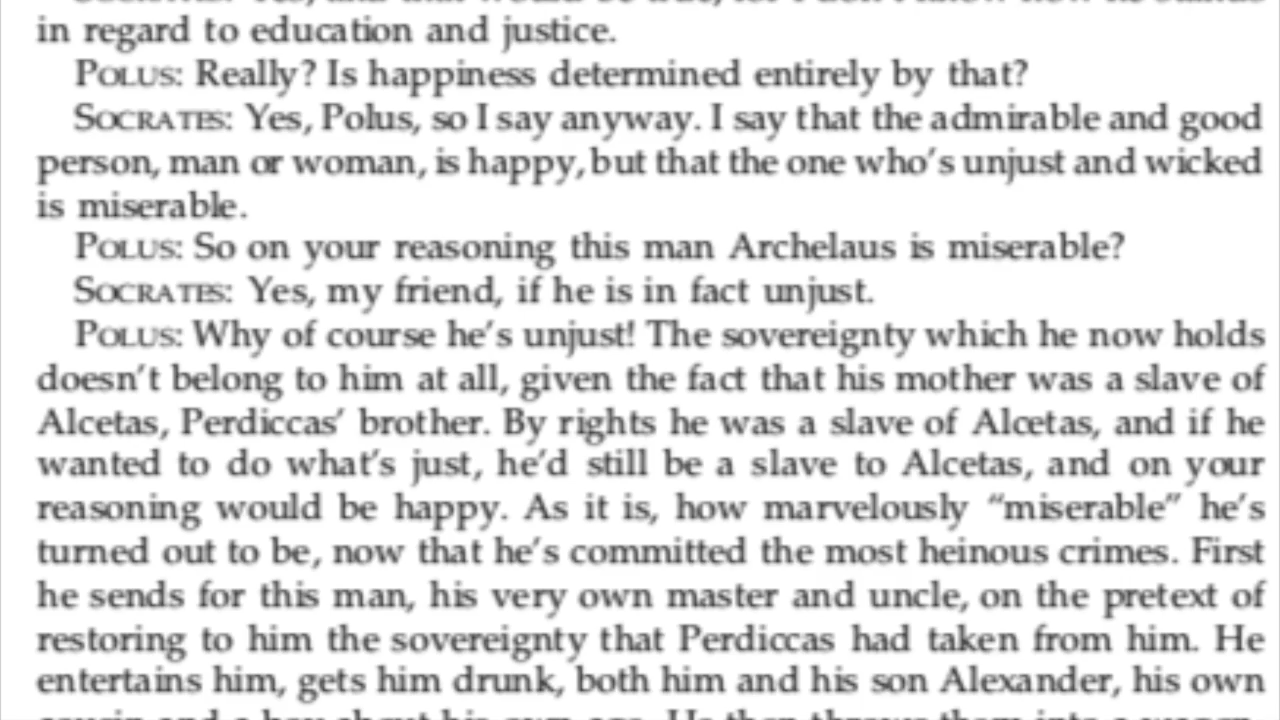 in regard to education and justice.
POLUS: Really? Is happiness determined entirely by that?
SOCRATES: Yes, Polus, so I say anyway. I say that the admirable and good
person, man or woman, is happy, but that the one who's unjust and wicked
is miserable.
POLUS: So on your reasoning this man Archelaus is miserable?
SOCRATES: Yes, my friend, if he is in fact unjust.
POLUS: Why of course he's unjust! The sovereignty which he now holds
doesn't belong to him at all, given the fact that his mother was a slave of
Alcetas, Perdiccas' brother. By rights he was a slave of Alcetas, and if he
wanted to do what's just, he'd still be a slave to Alcetas, and on your
reasoning would be happy. As it is, how marvelously “miserable” he's
turned out to be, now that he's committed the most heinous crimes. First
he sends for this man, his very own master and uncle, on the pretext of
restoring to him the sovereignty that Perdiccas had taken from him. He
entertains him, gets him drunk, both him and his son Alexander, his own